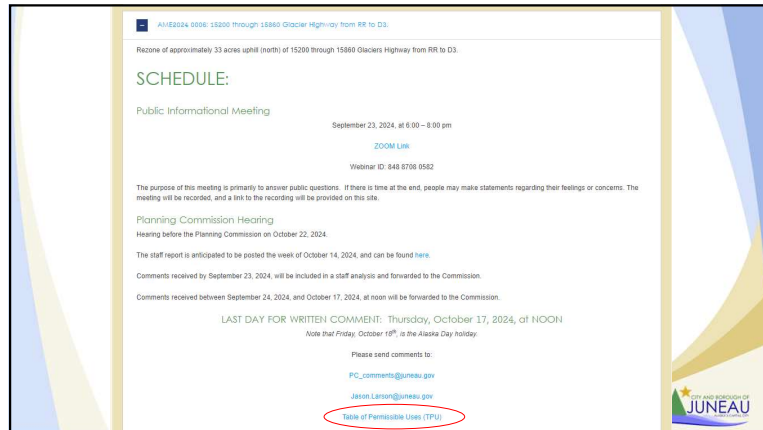 AME2024 0006: 15200 through 15860 Glacier Highway from RR to D3.
Rezone of approximately 33 acres uphill (north) of 15200 through 15860 Glaciers Highway from RR to D3.
SCHEDULE:
Public Informational Meeting
September 23, 2024, at 6:00 – 8:00 pm
ZOOM Link
Webinar ID: 848 8708 0582
The purpose of this meeting is primarily to answer public questions. If there is time at the end, people may make statements regarding their feelings or concerns. The
meeting will be recorded, and a link to the recording will be provided on this site.
Planning Commission Hearing
Hearing before the Planning Commission on October 22, 2024.
The staff report is anticipated to be posted the week of October 14, 2024, and can be found here.
Comments received by September 23, 2024, will be included in a staff analysis and forwarded to the Commission.
Comments received between September 24, 2024, and October 17, 2024, at noon will be forwarded to the Commission.
LAST DAY FOR WRITTEN COMMENT: Thursday, October 17, 2024, at NOON
Note that Friday, October 18th, is the Alaska Day holiday.
Please send comments to:
PC_comments@juneau.gov
Jason.Larson@juneau.gov
Table of Permissible Uses (TPU)
CITY AND BOROUGH OF
JUNEAU
ALASKA'S CAPITAL CITY